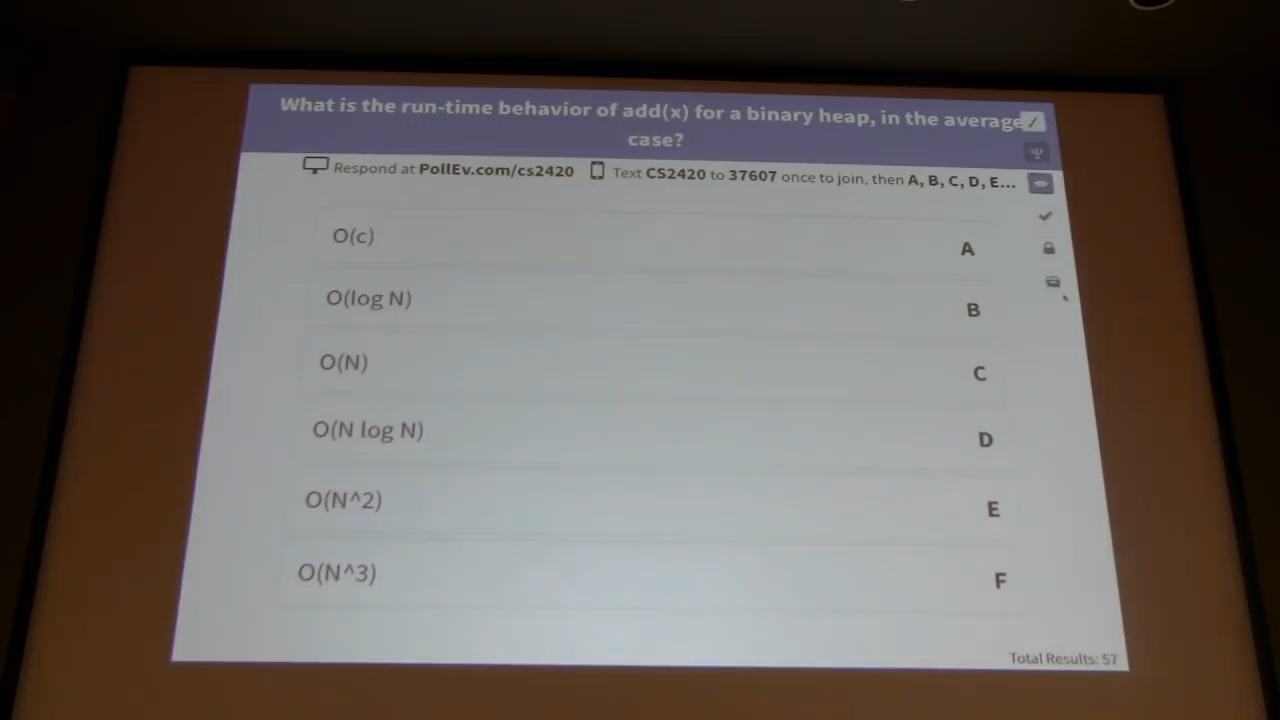 What is the run-time behavior of add(x) for a binary heap, in the average
case?
Respond at PollEv.com/cs2420 Text CS2420 to 37607 once to join, then A, B, C, D, E...
O(c) A
O(log N) B
O(N) C
O(N log N) D
O(N^2) E
O(N^3) F
Total Results: 57